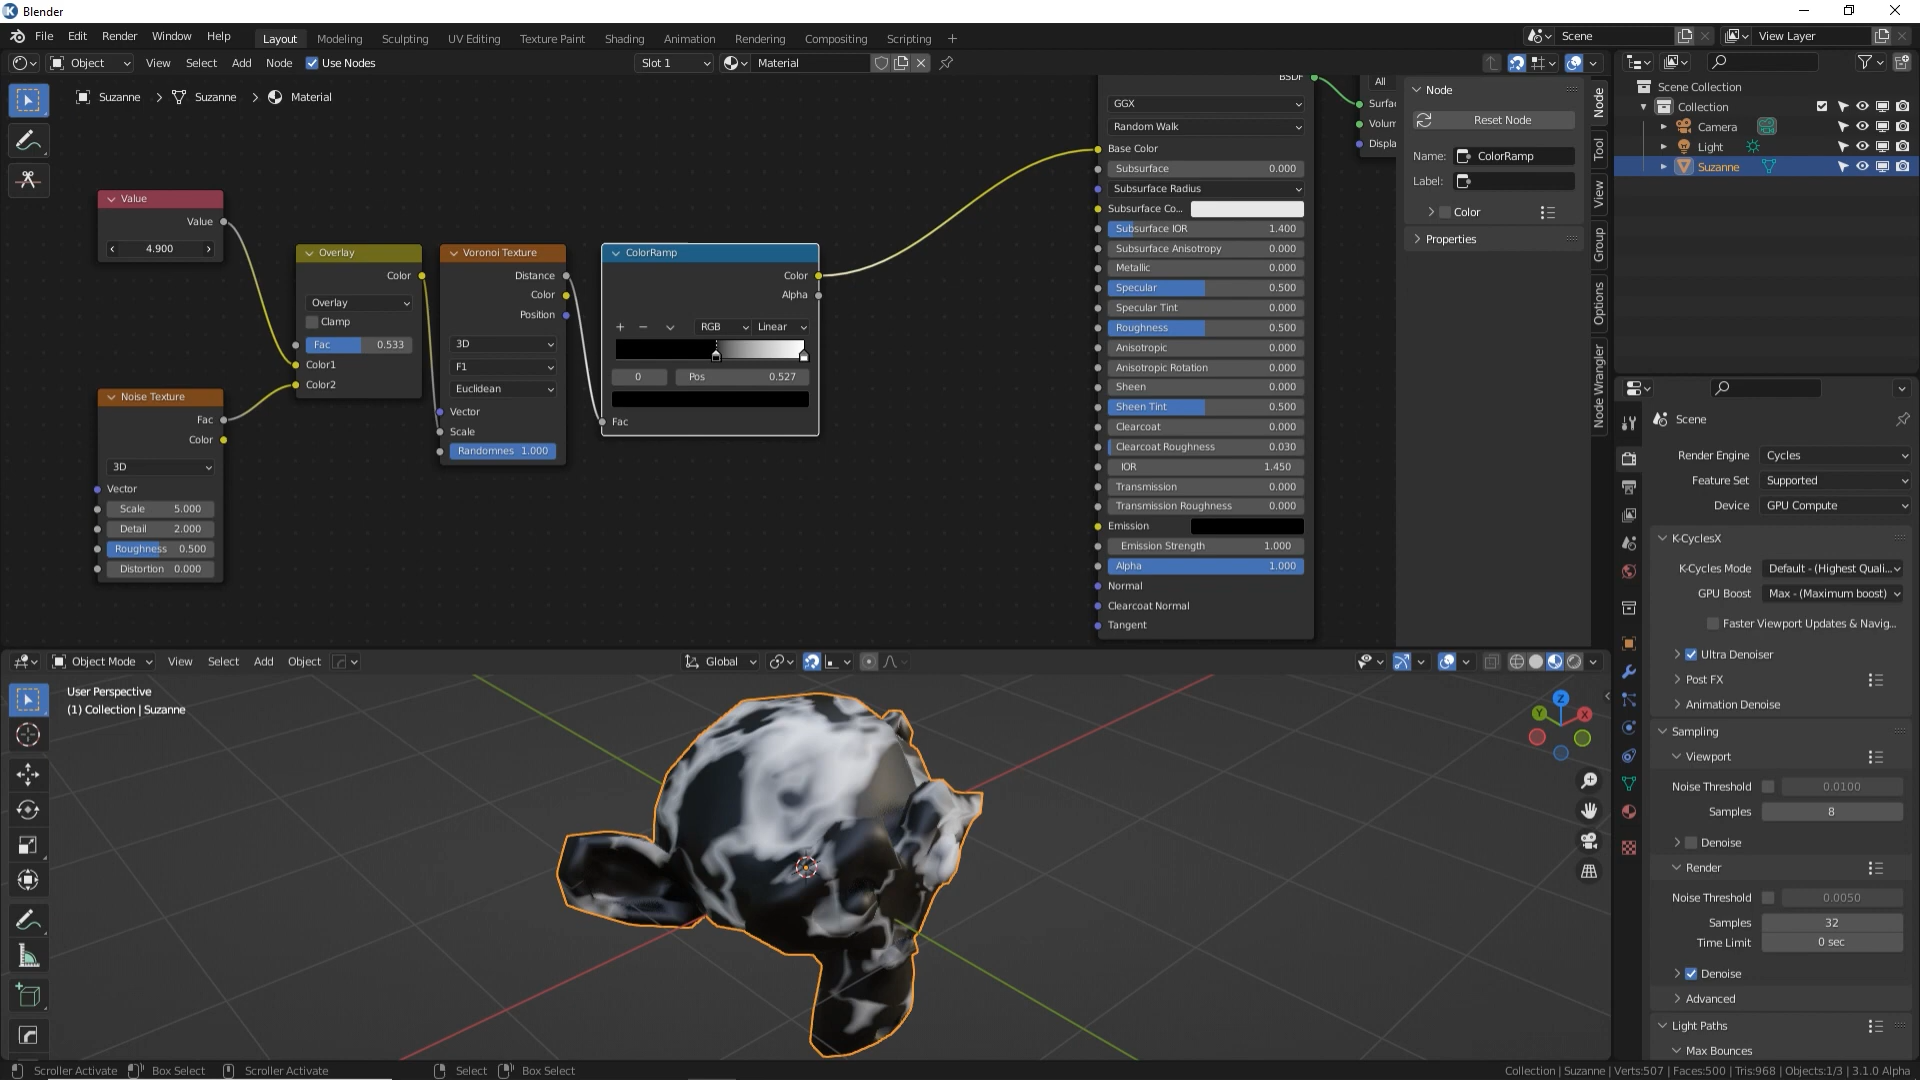 Blender
File Edit Render Window Help
Layout Modeling Sculpting UV Editing Texture Paint Shading Animation Rendering Compositing Scripting +
Scene
View Layer
Object View Select Add Node Use Nodes
Slot 1
Material
Suzanne > Suzanne > Material
Value
Value
4.900
Noise Texture
Fac
Color
3D
Vector
Scale 5.000
Detail 2.000
Roughness 0.500
Distortion 0.000
Overlay
Color
Overlay
Clamp
Fac 0.533
Color1
Color2
Voronoi Texture
Distance
Color
Position
3D
F1
Euclidean
Vector
Scale
Randomnes 1.000
ColorRamp
Color
Alpha
+ − RGB Linear
0 Pos 0.527
Fac
BSDF
GGX
Random Walk
Base Color
Subsurface 0.000
Subsurface Radius
Subsurface Co...
Subsurface IOR 1.400
Subsurface Anisotropy 0.000
Metallic 0.000
Specular 0.500
Specular Tint 0.000
Roughness 0.500
Anisotropic 0.000
Anisotropic Rotation 0.000
Sheen 0.000
Sheen Tint 0.500
Clearcoat 0.000
Clearcoat Roughness 0.030
IOR 1.450
Transmission 0.000
Transmission Roughness 0.000
Emission
Emission Strength 1.000
Alpha 1.000
Normal
Clearcoat Normal
Tangent
All
Surfac
Volum
Displa
Node
Reset Node
Name: ColorRamp
Label:
Color
Properties
Node
Tool
View
Group
Options
Node Wrangler
Scene Collection
Collection
Camera
Light
Suzanne
Scene
Render Engine Cycles
Feature Set Supported
Device GPU Compute
K-CyclesX
K-Cycles Mode Default - (Highest Quali...
GPU Boost Max - (Maximum boost)
Faster Viewport Updates & Navig...
Ultra Denoiser
Post FX
Animation Denoise
Sampling
Viewport
Noise Threshold 0.0100
Samples 8
Denoise
Render
Noise Threshold 0.0050
Samples 32
Time Limit 0 sec
Denoise
Advanced
Light Paths
Max Bounces
Object Mode View Select Add Object
Global
User Perspective
(1) Collection | Suzanne
Z
Y
X
Scroller Activate Box Select Scroller Activate Select Box Select
Collection | Suzanne | Verts:507 | Faces:500 | Tris:968 | Objects:1/3 | 3.1.0 Alpha